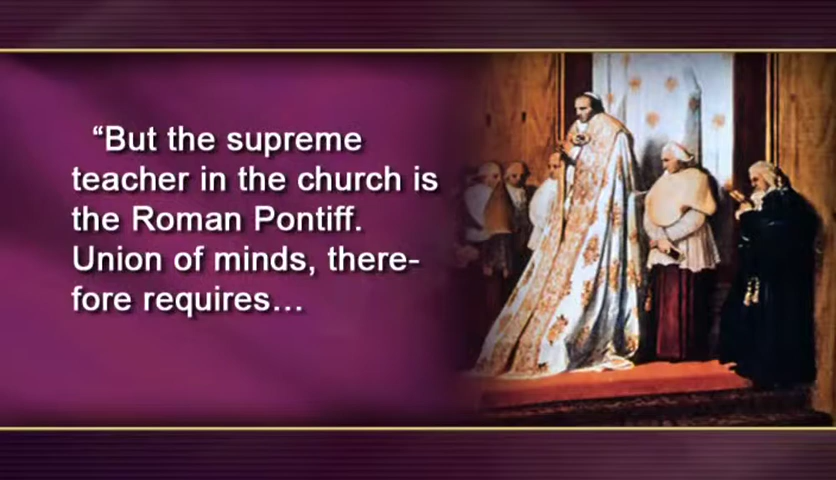 “But the supreme
teacher in the church is
the Roman Pontiff.
Union of minds, there-
fore requires...